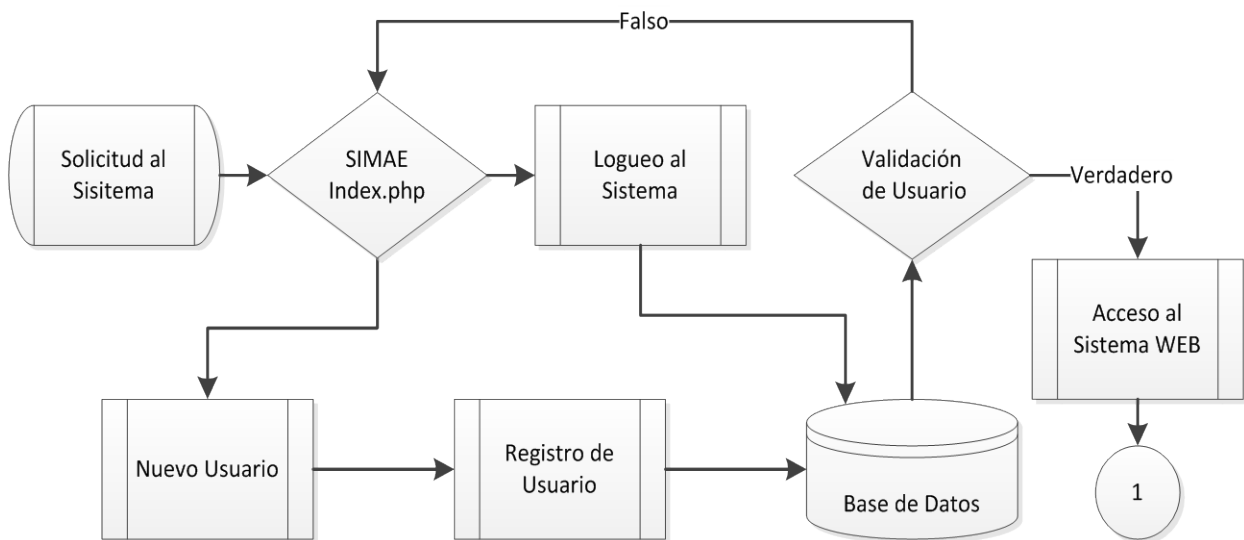 Falso
Solicitud al
Sisitema
SIMAE
Index.php
Logueo al
Sistema
Validación
de Usuario
Verdadero
Acceso al
Sistema WEB
Nuevo Usuario
Registro de
Usuario
Base de Datos
1